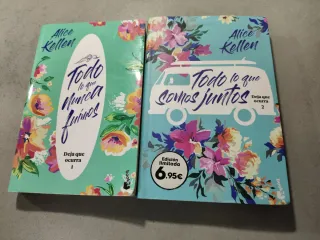 Alice
Kellen
Todo
lo que
nunca
fuimos
Deja que
ocurra
1
Booket
Alice
Kellen
Todo lo que
somos juntos
Deja que
ocurra
2
Edición
limitada
6,95€